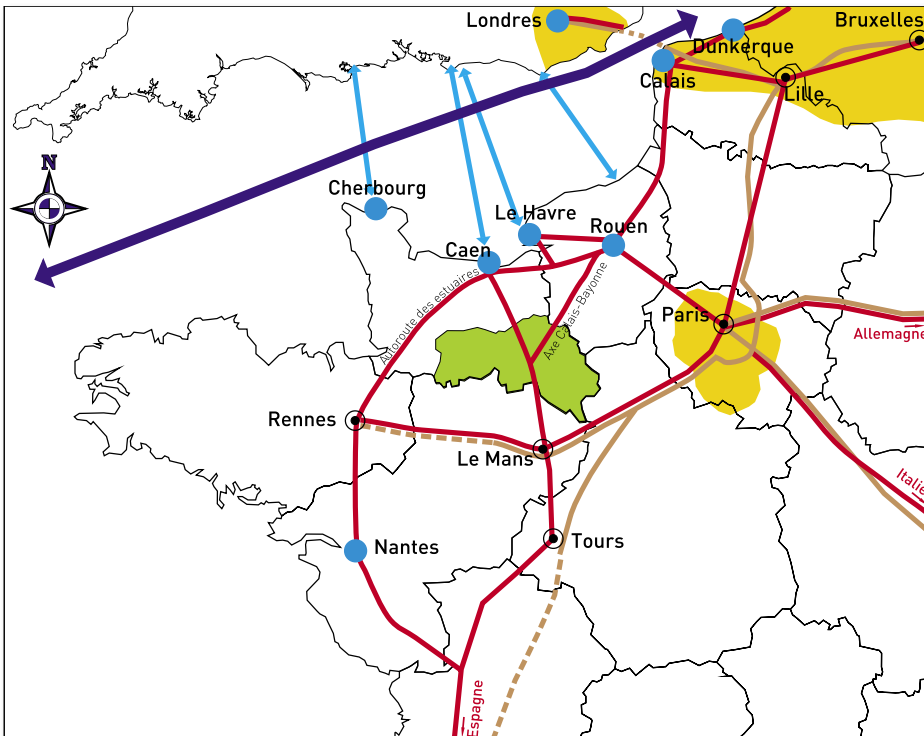 Londres
Bruxelles
Dunkerque
Calais
Lille
N
Cherbourg
Le Havre
Rouen
Caen
Autoroute des estuaires
Axe Calais-Bayonne
Paris
Allemagne
Rennes
Le Mans
Italie
Nantes
Tours
Espagne